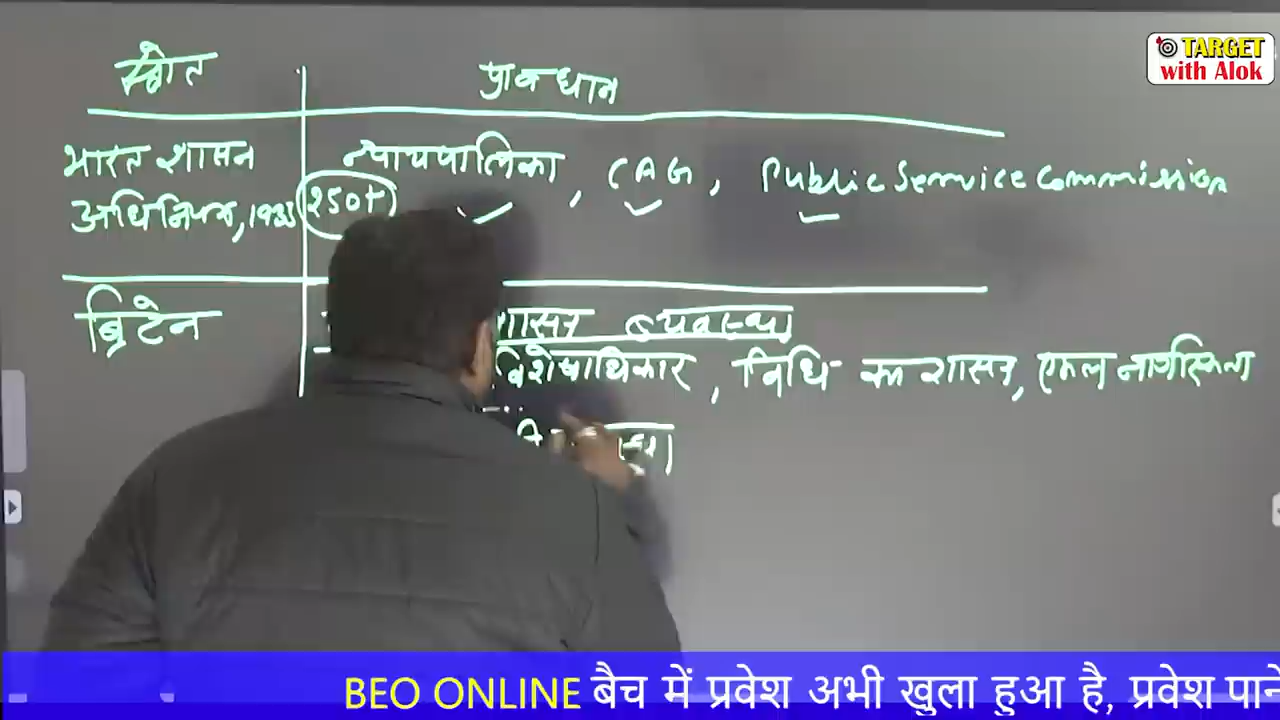 TARGET
with Alok
स्त्रोत प्रावधान
भारत शासन न्यायपालिका, CAG, Public Service Commission
अधिनियम, 1935 250+
ब्रिटेन शासन व्यवस्था
विशेषाधिकार, विधि का शासन, एकल नागरिकता
BEO ONLINE बैच में प्रवेश अभी खुला हुआ है, प्रवेश पाने